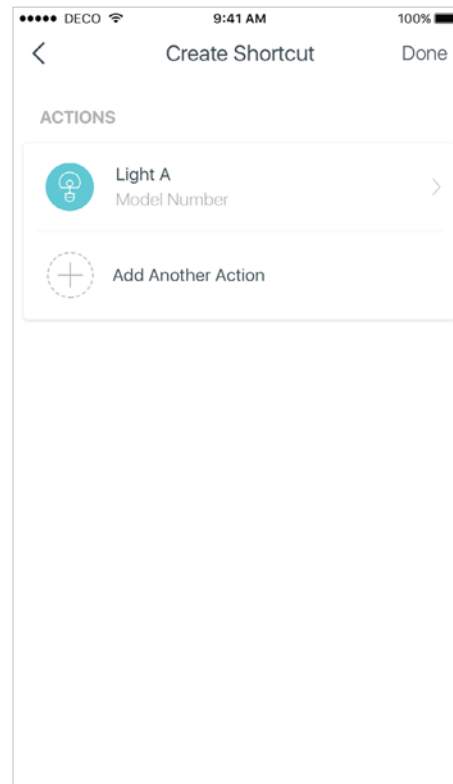 DECO 9:41 AM 100%
Create Shortcut Done
ACTIONS
Light A
Model Number
Add Another Action